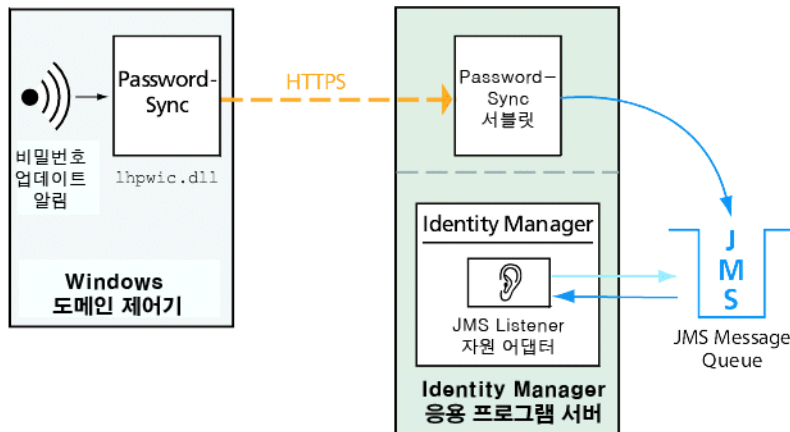 비밀번호
업데이트
알림
Password-
Sync
lhpwic.dll
Windows
도메인 제어기
HTTPS
Password–
Sync
서블릿
Identity Manager
JMS Listener
자원 어댑터
Identity Manager
응용 프로그램 서버
J
M
S
JMS Message
Queue